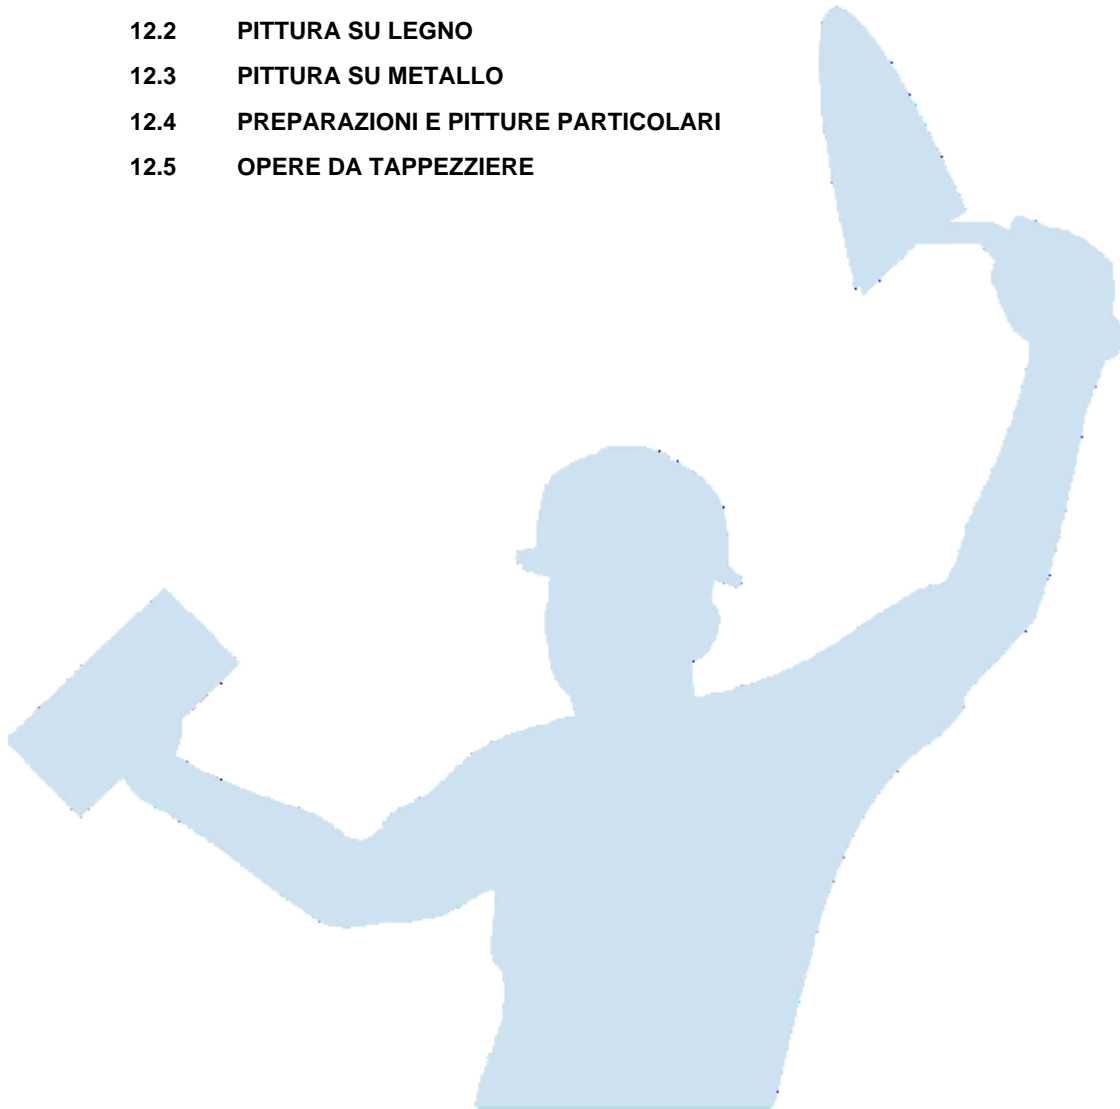 12.2 PITTURA SU LEGNO
12.3 PITTURA SU METALLO
12.4 PREPARAZIONI E PITTURE PARTICOLARI
12.5 OPERE DA TAPPEZZIERE